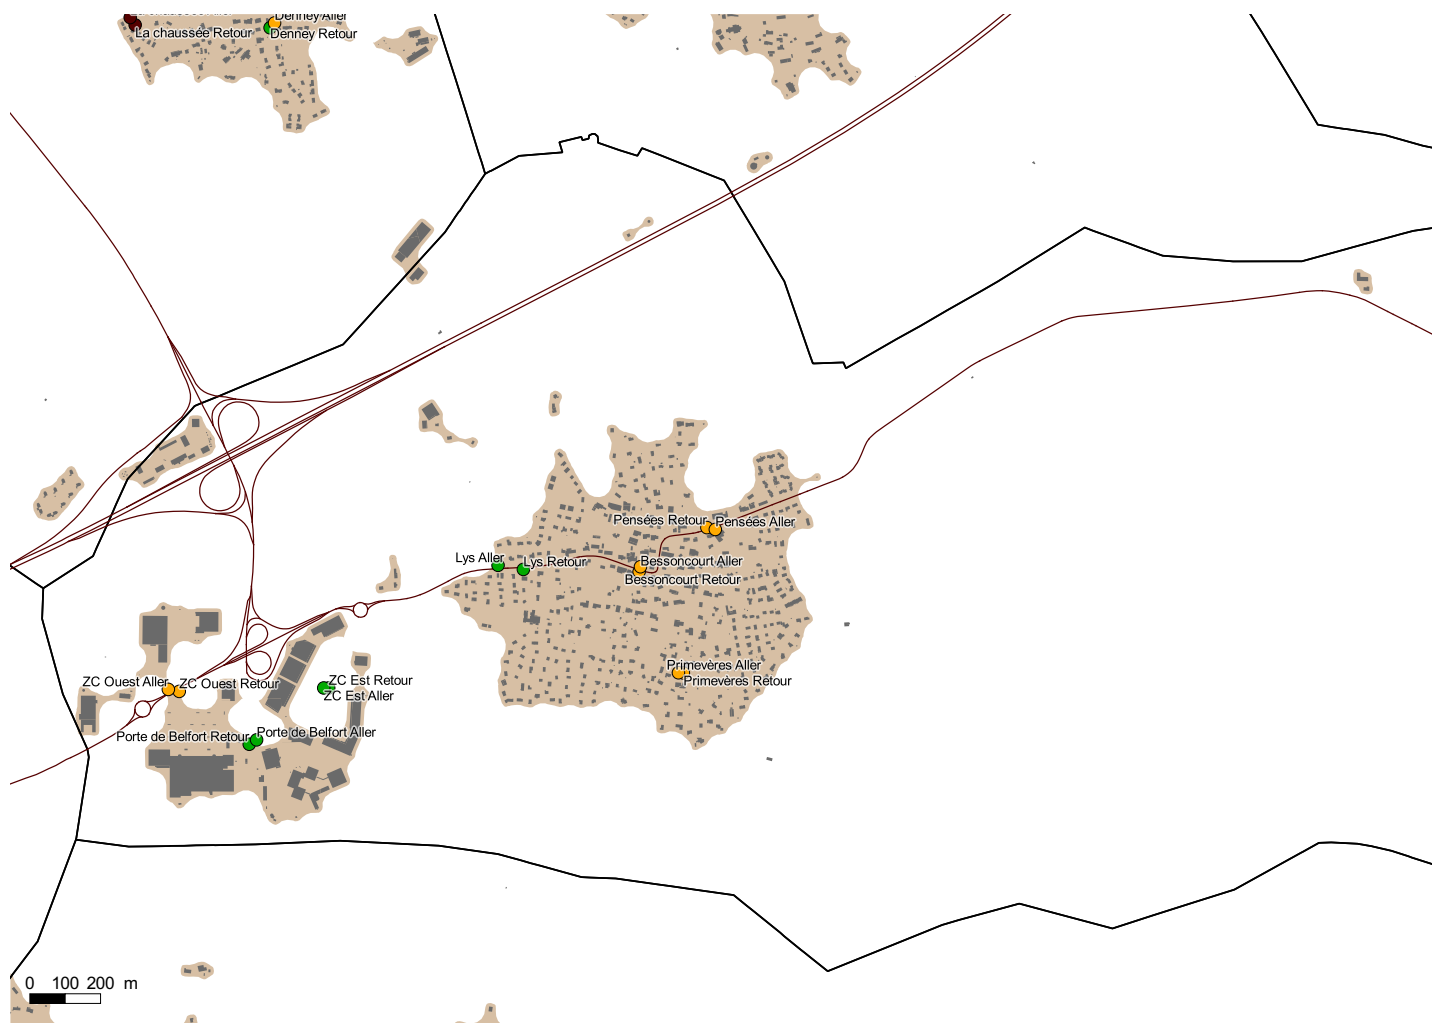 Denney Aller
La chaussée Retour
Denney Retour
Pensées Retour
Pensées Aller
Lys Aller
Lys Retour
Bessoncourt Aller
Bessoncourt Retour
Primevères Aller
Primevères Retour
ZC Ouest Aller
ZC Ouest Retour
ZC Est Retour
ZC Est Aller
Porte de Belfort Retour
Porte de Belfort Aller
0 100 200 m